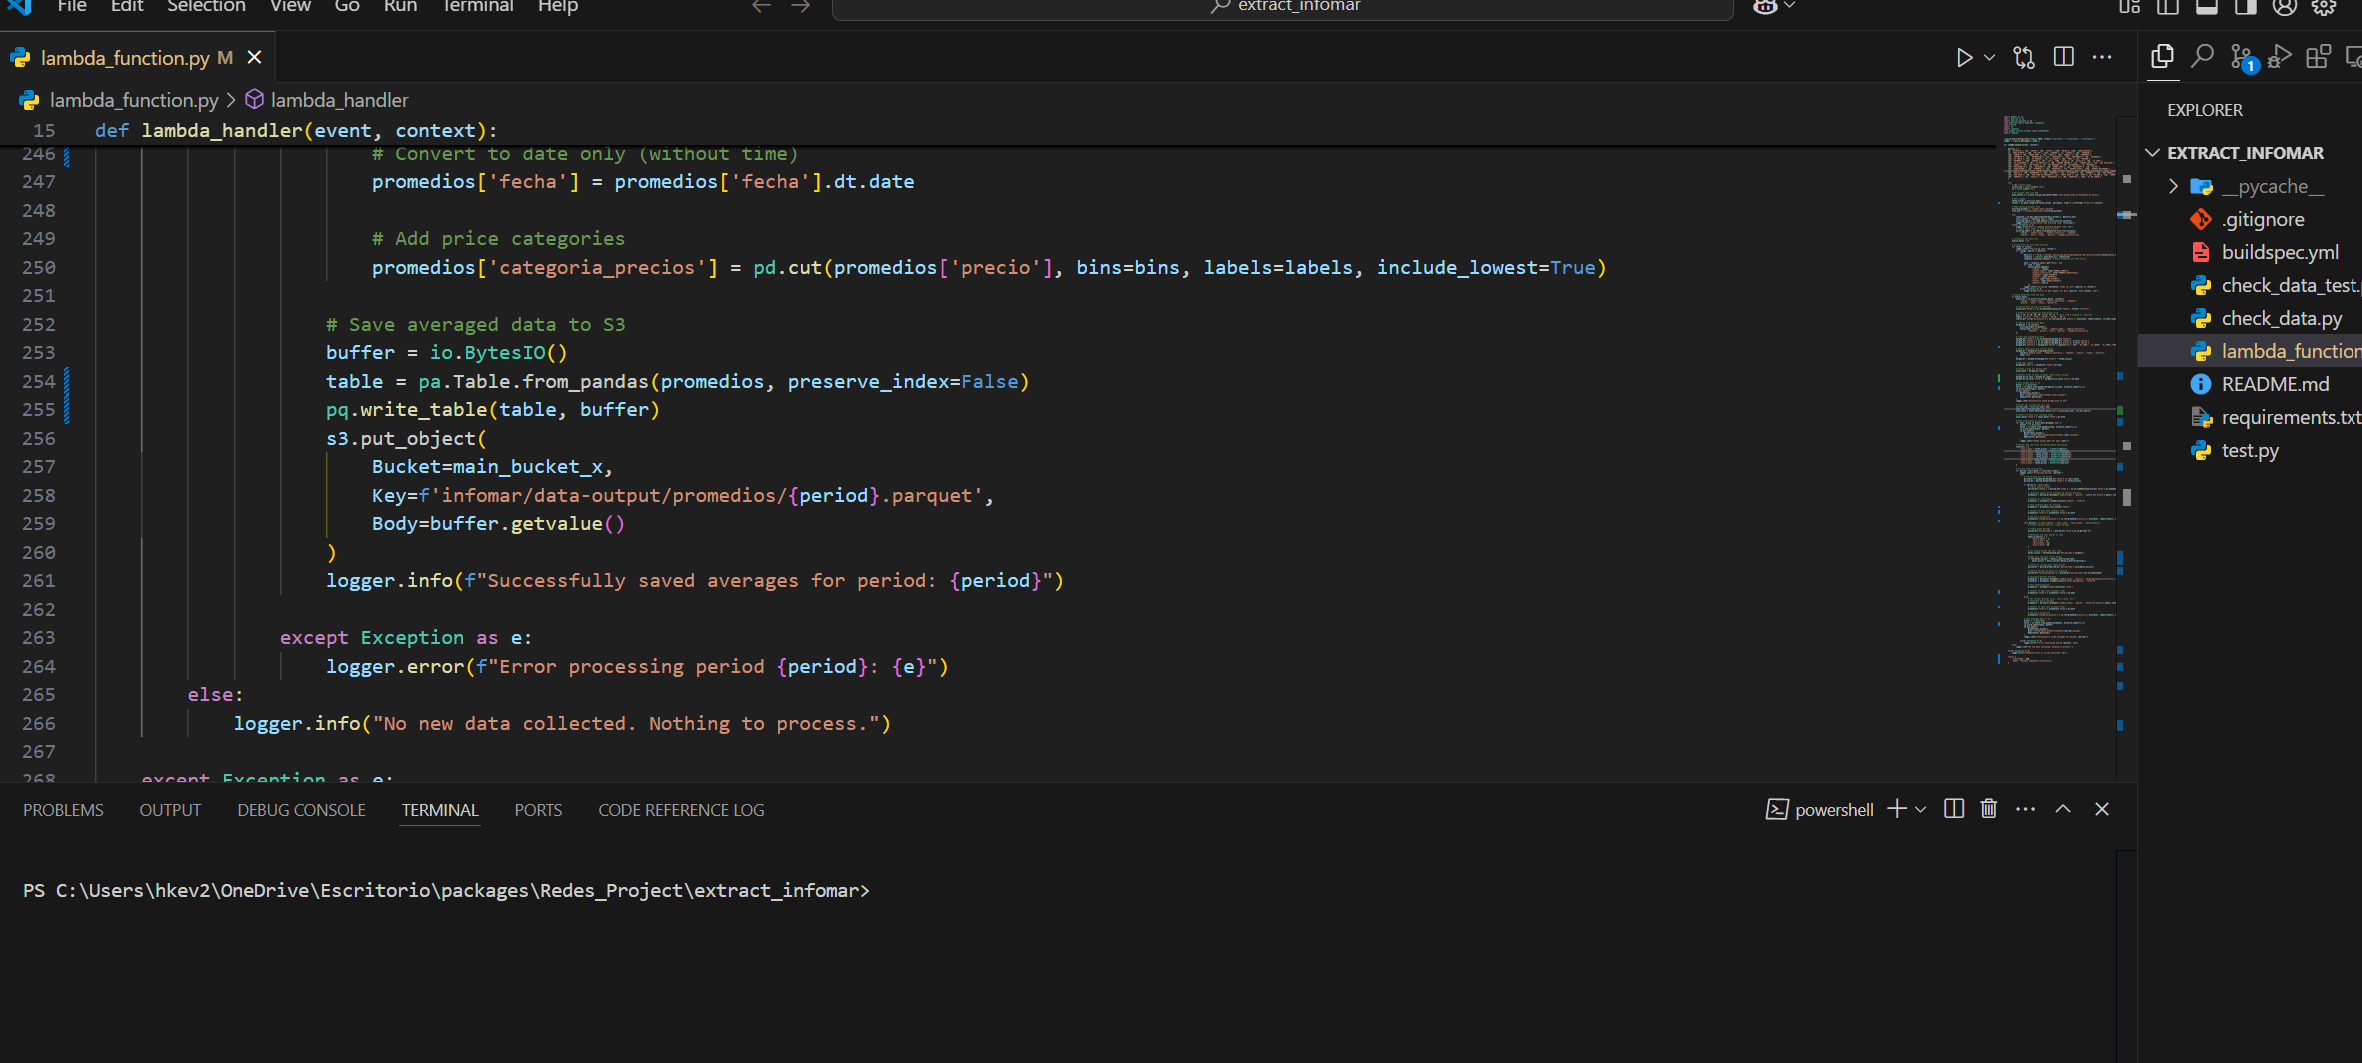 File Edit Selection View Go Run Terminal Help
extract_infomar
lambda_function.py M
lambda_function.py > lambda_handler
15 def lambda_handler(event, context):
246 # Convert to date only (without time)
247 promedios['fecha'] = promedios['fecha'].dt.date
248
249 # Add price categories
250 promedios['categoria_precios'] = pd.cut(promedios['precio'], bins=bins, labels=labels, include_lowest=True)
251
252 # Save averaged data to S3
253 buffer = io.BytesIO()
254 table = pa.Table.from_pandas(promedios, preserve_index=False)
255 pq.write_table(table, buffer)
256 s3.put_object(
257 Bucket=main_bucket_x,
258 Key=f'infomar/data-output/promedios/{period}.parquet',
259 Body=buffer.getvalue()
260 )
261 logger.info(f"Successfully saved averages for period: {period}")
262
263 except Exception as e:
264 logger.error(f"Error processing period {period}: {e}")
265 else:
266 logger.info("No new data collected. Nothing to process.")
267
268 except Exception as e:
PROBLEMS OUTPUT DEBUG CONSOLE TERMINAL PORTS CODE REFERENCE LOG
powershell
PS C:\Users\hkev2\OneDrive\Escritorio\packages\Redes_Project\extract_infomar>
1
EXPLORER
EXTRACT_INFOMAR
__pycache__
.gitignore
buildspec.yml
check_data_test.
check_data.py
lambda_function
README.md
requirements.txt
test.py